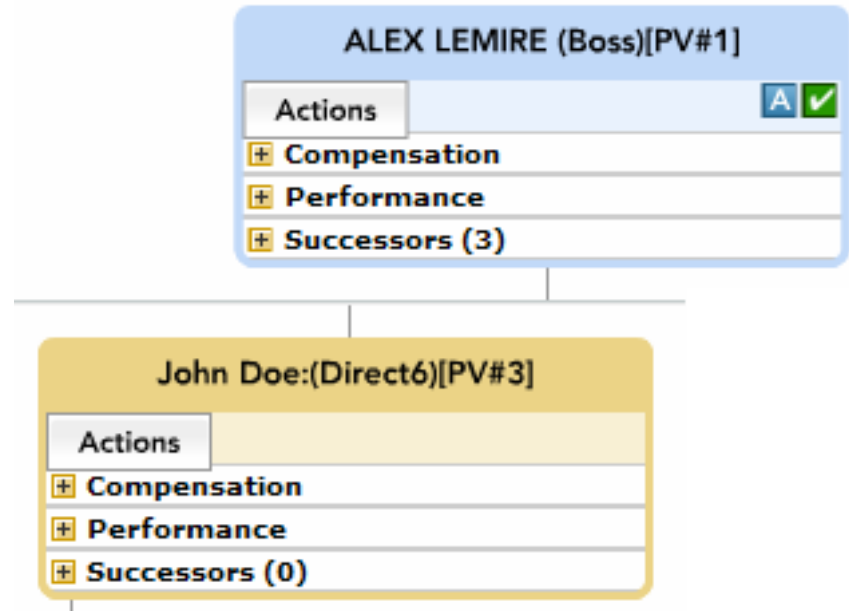 ALEX LEMIRE (Boss)[PV#1]
Actions
A
Compensation
Performance
Successors (3)
John Doe:(Direct6)[PV#3]
Actions
Compensation
Performance
Successors (0)